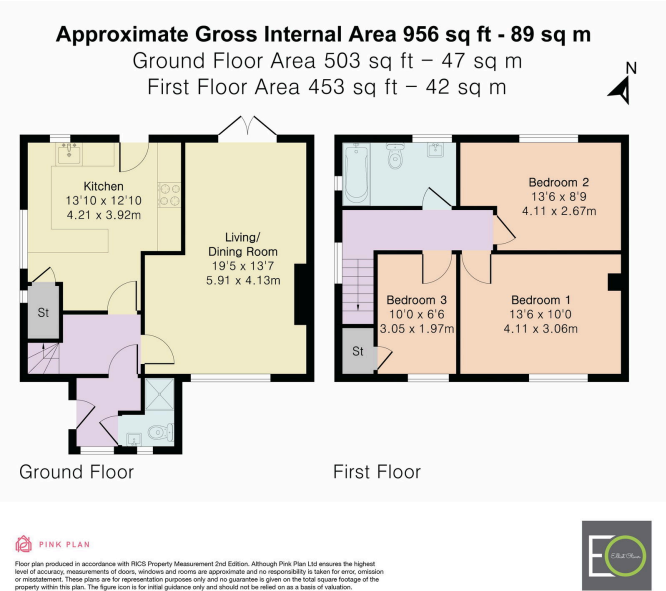 Approximate Gross Internal Area 956 sq ft - 89 sq m
Ground Floor Area 503 sq ft – 47 sq m
First Floor Area 453 sq ft – 42 sq m
N
Kitchen
13'10 x 12'10
4.21 x 3.92m
Living/
Dining Room
19'5 x 13'7
5.91 x 4.13m
St
Ground Floor
Bedroom 2
13'6 x 8'9
4.11 x 2.67m
Bedroom 3
10'0 x 6'6
3.05 x 1.97m
Bedroom 1
13'6 x 10'0
4.11 x 3.06m
St
First Floor
PINK PLAN
Floor plan produced in accordance with RICS Property Measurement 2nd Edition. Although Pink Plan Ltd ensures the highest
level of accuracy, measurements of doors, windows and rooms are approximate and no responsibility is taken for error, omission
or misstatement. These plans are for representation purposes only and no guarantee is given on the total square footage of the
property within this plan. The figure icon is for initial guidance only and should not be relied on as a basis of valuation.
EO